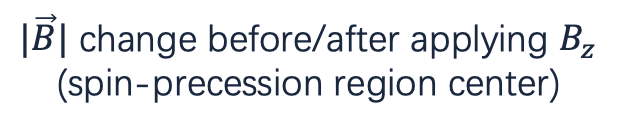 |B⃗| change before/after applying B_z
(spin-precession region center)